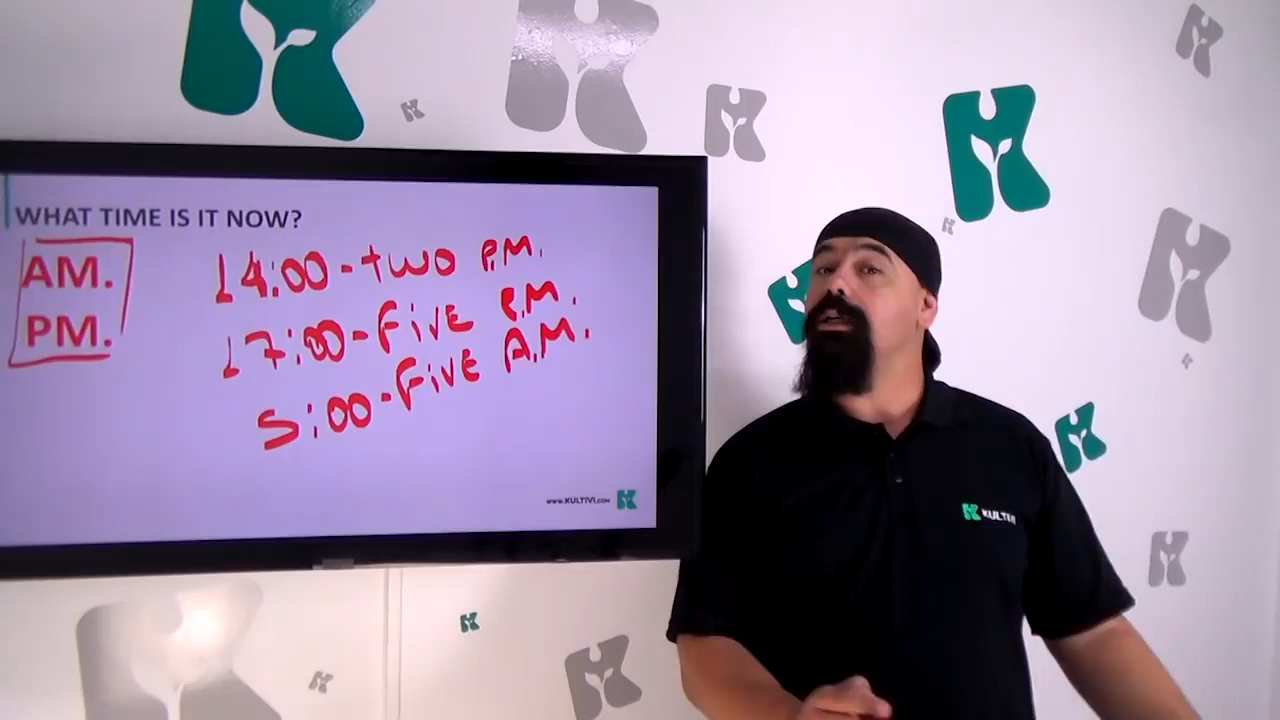 WHAT TIME IS IT NOW?
AM.
PM.
14:00 - two P.M.
17:00 - FiVE P.M.
5:00 - FiVE A.M.
www.KULTIVI.com
KULTIVI